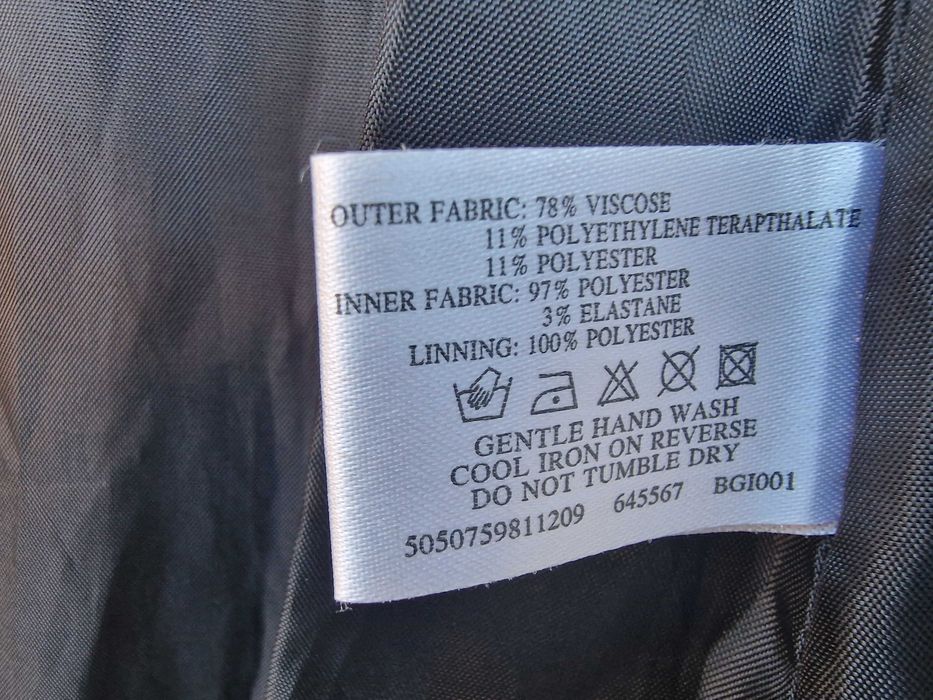 OUTER FABRIC: 78% VISCOSE
11% POLYETHYLENE TERAPTHALATE
11% POLYESTER
INNER FABRIC: 97% POLYESTER
3% ELASTANE
LINNING: 100% POLYESTER
GENTLE HAND WASH
COOL IRON ON REVERSE
DO NOT TUMBLE DRY
5050759811209 645567 BGI001